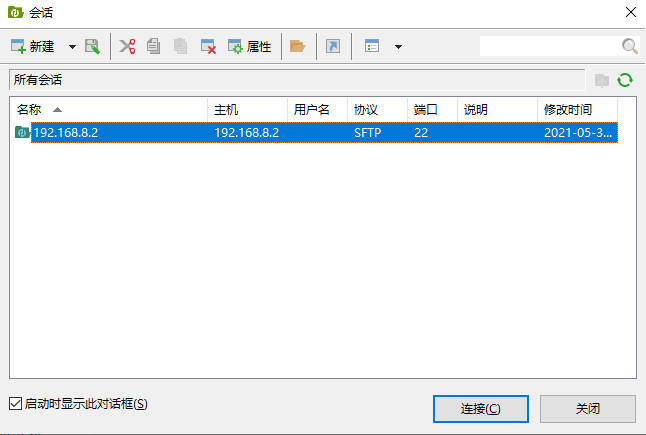 会话
新建 属性
所有会话
名称 主机 用户名 协议 端口 说明 修改时间
192.168.8.2 192.168.8.2 SFTP 22 2021-05-3...
启动时显示此对话框(S) 连接(C) 关闭